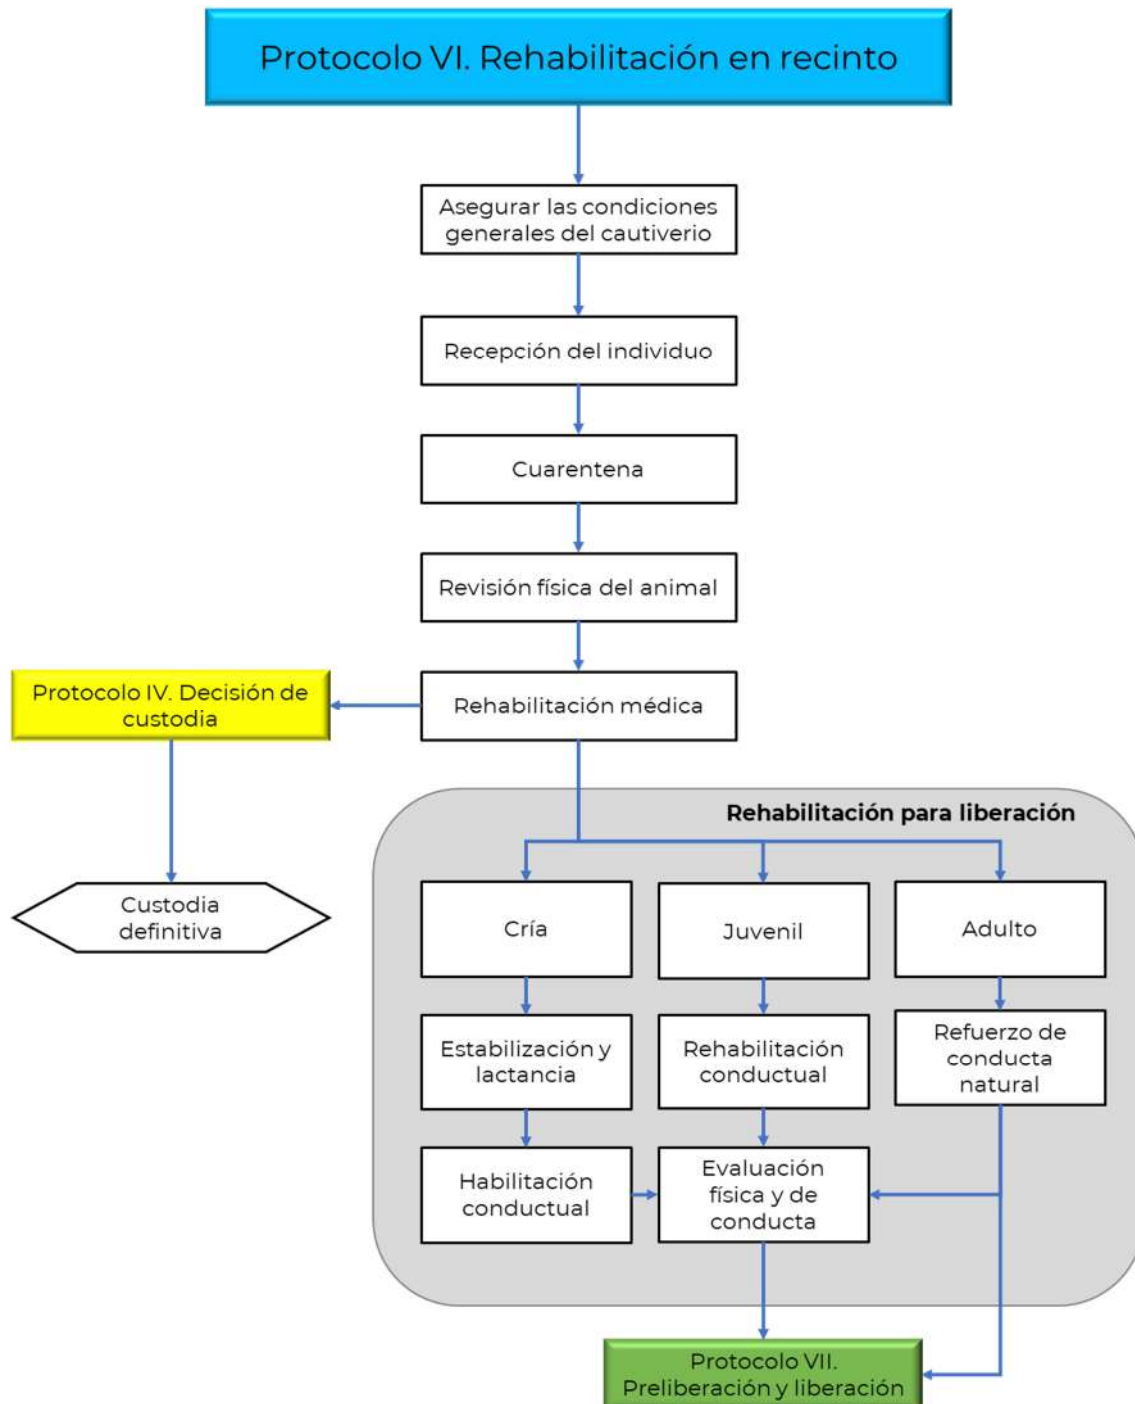 Protocolo VI. Rehabilitación en recinto
Asegurar las condiciones
generales del cautiverio
Recepción del individuo
Cuarentena
Revisión física del animal
Protocolo IV. Decisión de
custodia
Rehabilitación médica
Rehabilitación para liberación
Custodia
definitiva
Cría
Juvenil
Adulto
Estabilización y
lactancia
Rehabilitación
conductual
Refuerzo de
conducta
natural
Habilitación
conductual
Evaluación
física y de
conducta
Protocolo VII.
Preliberación y liberación